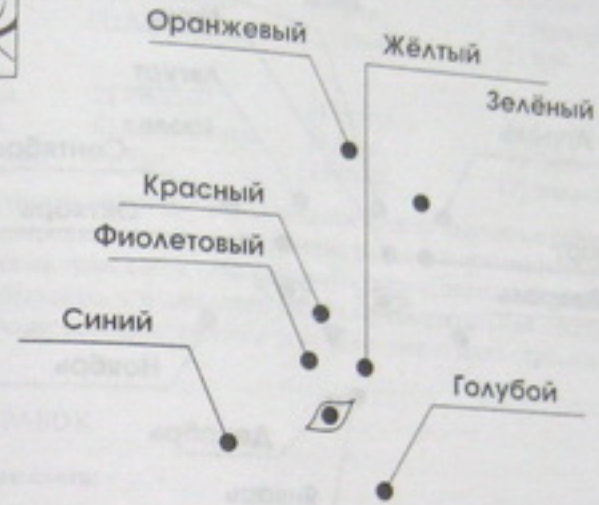 Оранжевый
Жёлтый
Зелёный
Красный
Фиолетовый
Синий
Голубой